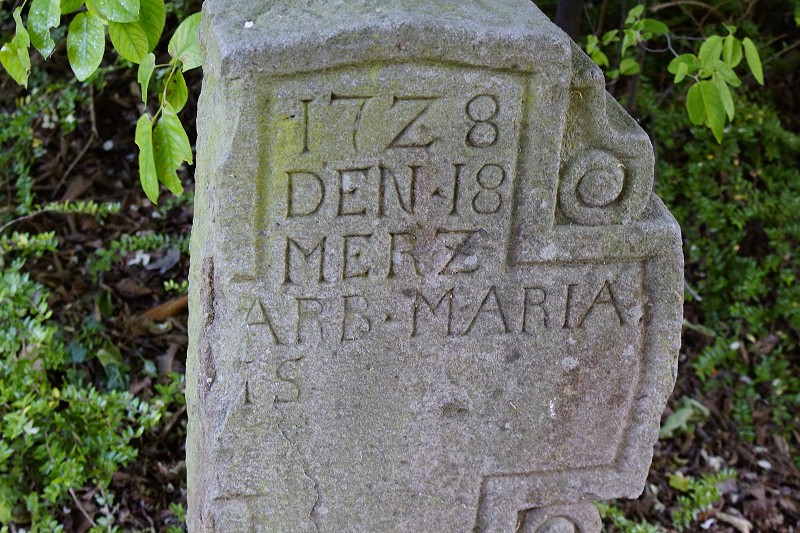 1728
DEN·18
MERZ
ARB·MARIA
IS